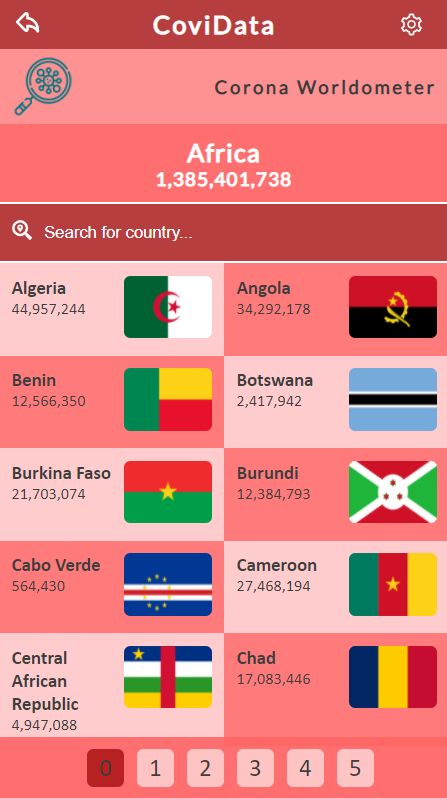 CoviData
Corona Worldometer
Africa
1,385,401,738
Search for country...
Algeria
44,957,244
Angola
34,292,178
Benin
12,566,350
Botswana
2,417,942
Burkina Faso
21,703,074
Burundi
12,384,793
Cabo Verde
564,430
Cameroon
27,468,194
Central
African
Republic
4,947,088
Chad
17,083,446
0 1 2 3 4 5